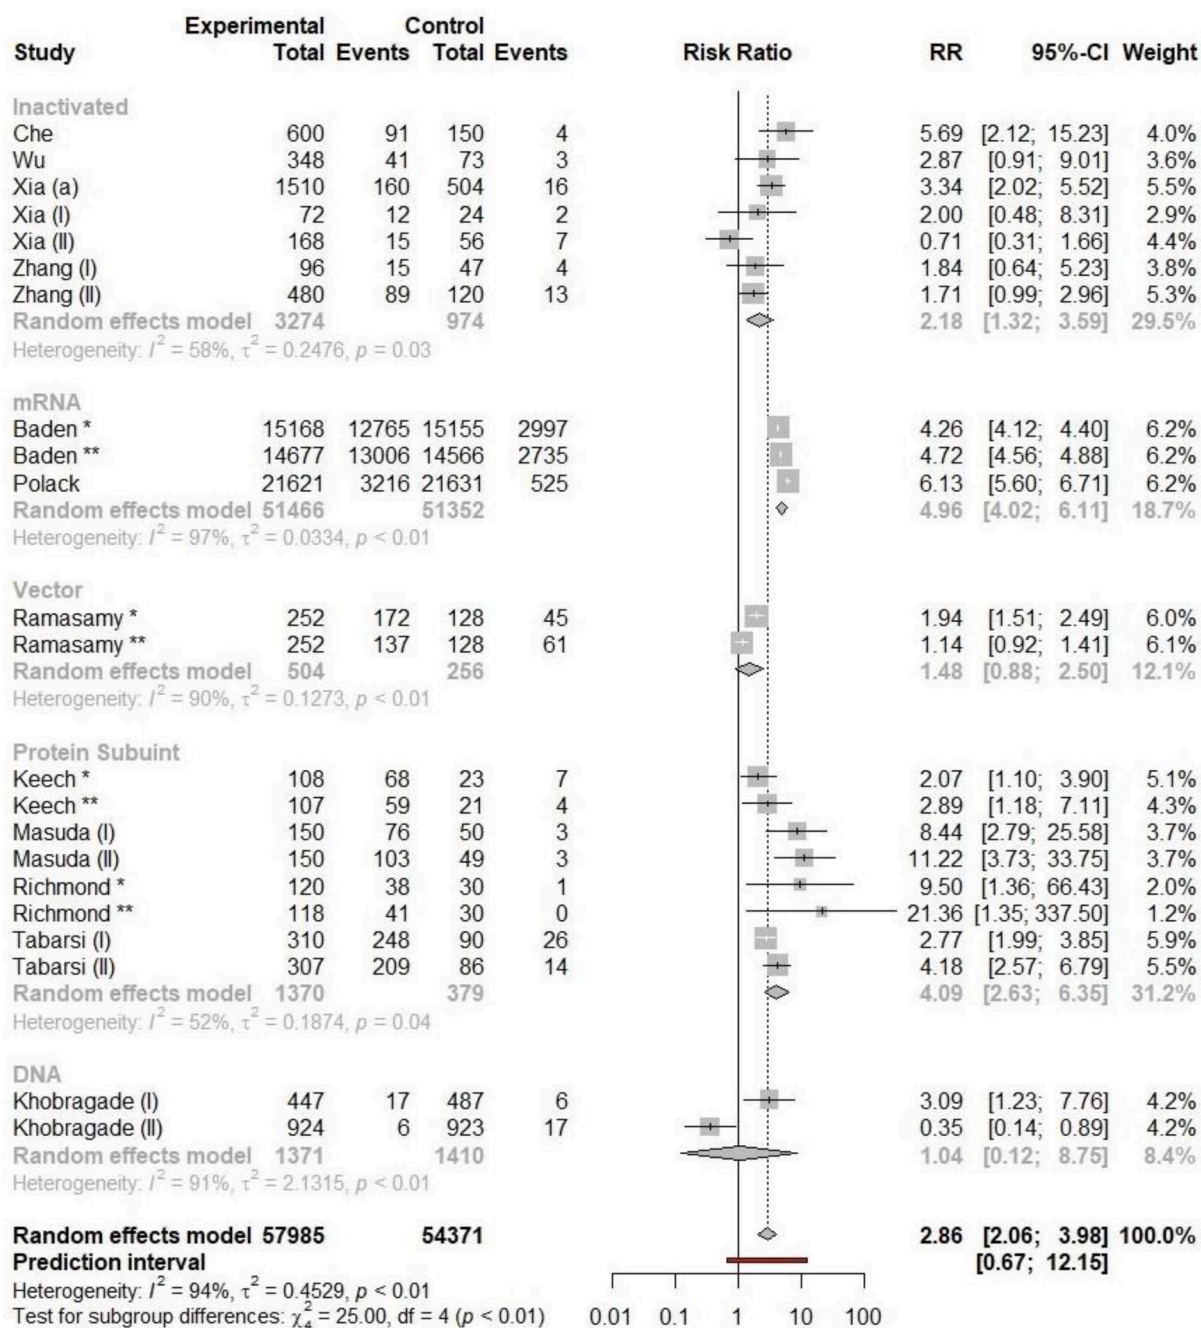 Experimental Control
Study Total Events Total Events Risk Ratio RR 95%-CI Weight
Inactivated
Che 600 91 150 4 5.69 [2.12; 15.23] 4.0%
Wu 348 41 73 3 2.87 [0.91; 9.01] 3.6%
Xia (a) 1510 160 504 16 3.34 [2.02; 5.52] 5.5%
Xia (I) 72 12 24 2 2.00 [0.48; 8.31] 2.9%
Xia (II) 168 15 56 7 0.71 [0.31; 1.66] 4.4%
Zhang (I) 96 15 47 4 1.84 [0.64; 5.23] 3.8%
Zhang (II) 480 89 120 13 1.71 [0.99; 2.96] 5.3%
Random effects model 3274 974 2.18 [1.32; 3.59] 29.5%
Heterogeneity: I² = 58%, τ² = 0.2476, p = 0.03
mRNA
Baden * 15168 12765 15155 2997 4.26 [4.12; 4.40] 6.2%
Baden ** 14677 13006 14566 2735 4.72 [4.56; 4.88] 6.2%
Polack 21621 3216 21631 525 6.13 [5.60; 6.71] 6.2%
Random effects model 51466 51352 4.96 [4.02; 6.11] 18.7%
Heterogeneity: I² = 97%, τ² = 0.0334, p < 0.01
Vector
Ramasamy * 252 172 128 45 1.94 [1.51; 2.49] 6.0%
Ramasamy ** 252 137 128 61 1.14 [0.92; 1.41] 6.1%
Random effects model 504 256 1.48 [0.88; 2.50] 12.1%
Heterogeneity: I² = 90%, τ² = 0.1273, p < 0.01
Protein Subuint
Keech * 108 68 23 7 2.07 [1.10; 3.90] 5.1%
Keech ** 107 59 21 4 2.89 [1.18; 7.11] 4.3%
Masuda (I) 150 76 50 3 8.44 [2.79; 25.58] 3.7%
Masuda (II) 150 103 49 3 11.22 [3.73; 33.75] 3.7%
Richmond * 120 38 30 1 9.50 [1.36; 66.43] 2.0%
Richmond ** 118 41 30 0 21.36 [1.35; 337.50] 1.2%
Tabarsi (I) 310 248 90 26 2.77 [1.99; 3.85] 5.9%
Tabarsi (II) 307 209 86 14 4.18 [2.57; 6.79] 5.5%
Random effects model 1370 379 4.09 [2.63; 6.35] 31.2%
Heterogeneity: I² = 52%, τ² = 0.1874, p = 0.04
DNA
Khobragade (I) 447 17 487 6 3.09 [1.23; 7.76] 4.2%
Khobragade (II) 924 6 923 17 0.35 [0.14; 0.89] 4.2%
Random effects model 1371 1410 1.04 [0.12; 8.75] 8.4%
Heterogeneity: I² = 91%, τ² = 2.1315, p < 0.01
Random effects model 57985 54371 2.86 [2.06; 3.98] 100.0%
Prediction interval [0.67; 12.15]
Heterogeneity: I² = 94%, τ² = 0.4529, p < 0.01
Test for subgroup differences: χ²₄ = 25.00, df = 4 (p < 0.01) 0.01 0.1 1 10 100